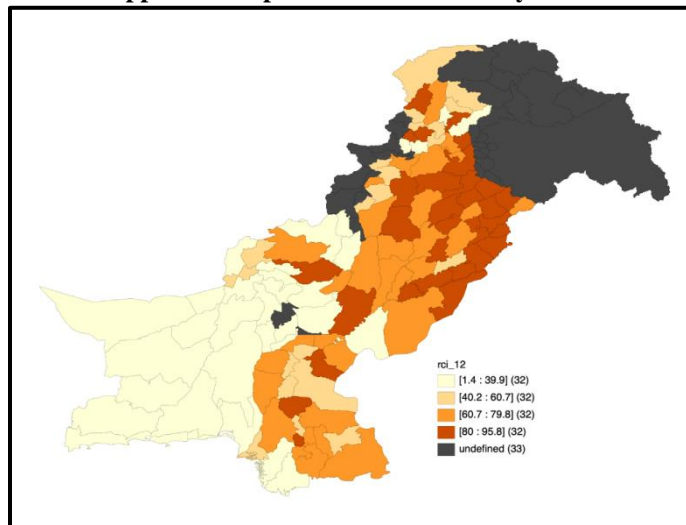 rci_12
[1.4 : 39.9] (32)
[40.2 : 60.7] (32)
[60.7 : 79.8] (32)
[80 : 95.8] (32)
undefined (33)